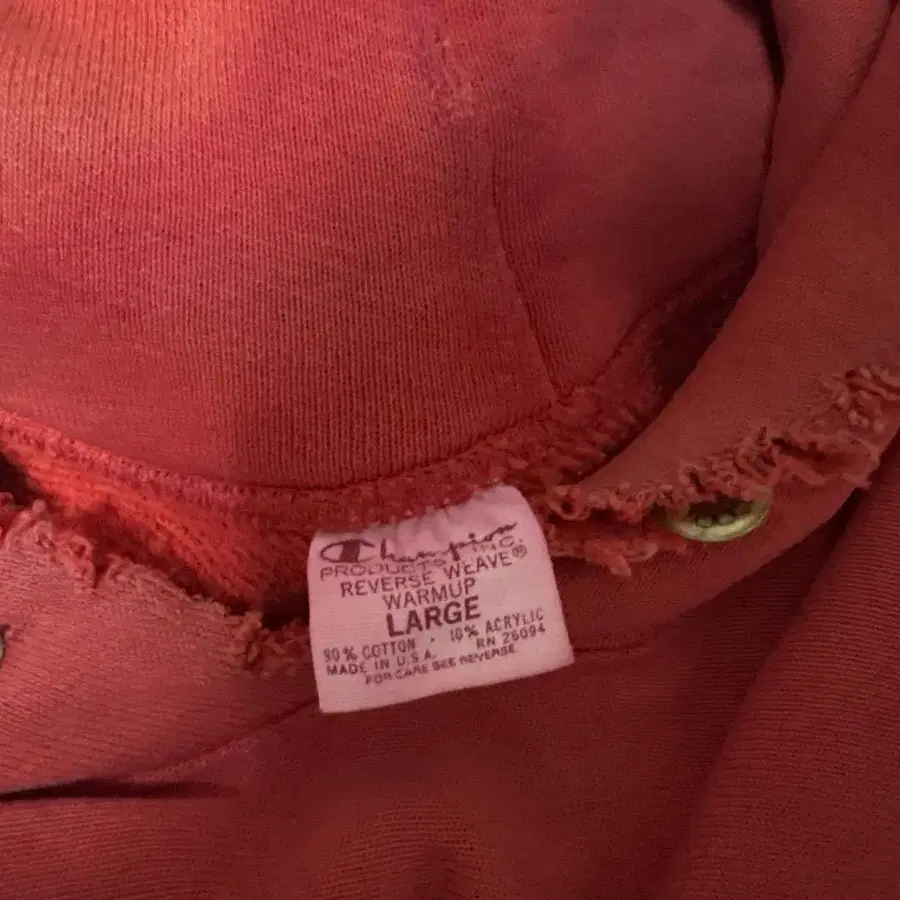 Champion
PRODUCTS INC.
REVERSE WEAVE®
WARMUP
LARGE
90% COTTON · 10% ACRYLIC
MADE IN U.S.A. RN 26094
FOR CARE SEE REVERSE